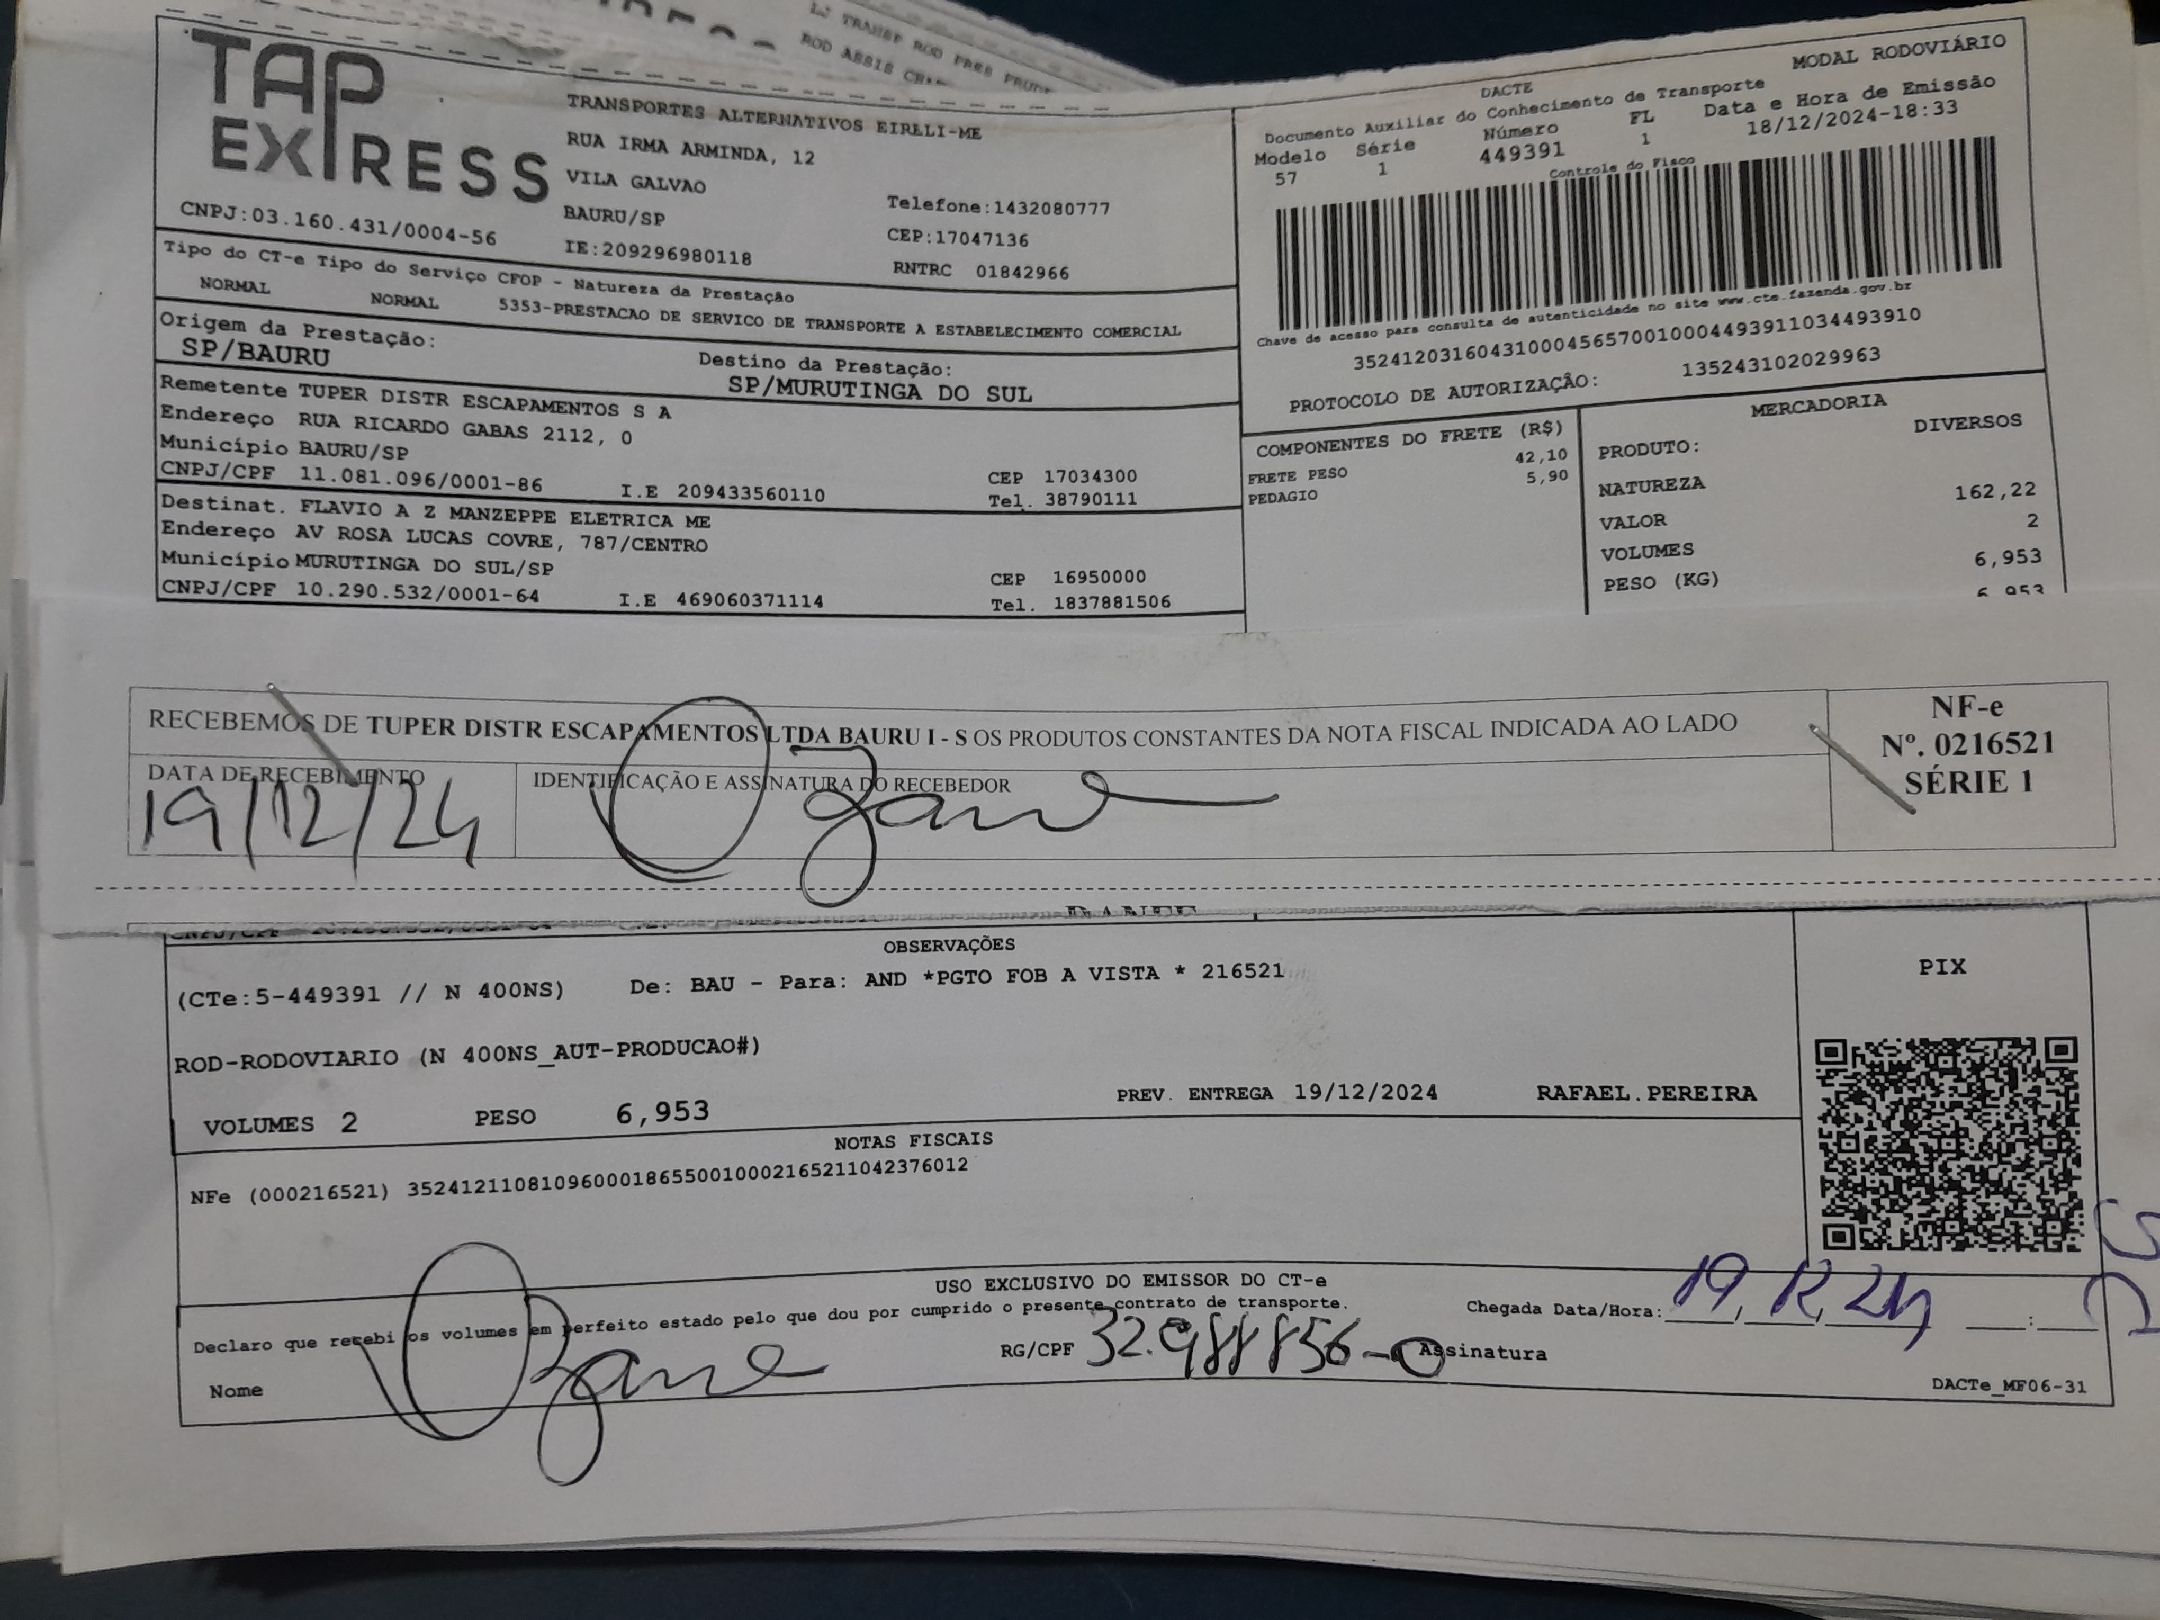 LJ TRANSP ROD PRES PRUDE
ROD ASSIS
TAP
EXPRESS
TRANSPORTES ALTERNATIVOS EIRELI-ME
RUA IRMA ARMINDA, 12
VILA GALVAO
BAURU/SP
Telefone:1432080777
CNPJ:03.160.431/0004-56
IE:209296980118
CEP:17047136
RNTRC 01842966
DACTE
MODAL RODOVIÁRIO
Documento Auxiliar do Conhecimento de Transporte
Modelo Série Número FL Data e Hora de Emissão
57 1 449391 1 18/12/2024-18:33
Controle do Fisco
Chave de acesso para consulta de autenticidade no site www.cte.fazenda.gov.br
35241203160431000456570010004493911034493910
PROTOCOLO DE AUTORIZAÇÃO: 135243102029963
Tipo do CT-e Tipo do Serviço CFOP - Natureza da Prestação
NORMAL NORMAL 5353-PRESTACAO DE SERVICO DE TRANSPORTE A ESTABELECIMENTO COMERCIAL
Origem da Prestação: Destino da Prestação:
SP/BAURU SP/MURUTINGA DO SUL
Remetente TUPER DISTR ESCAPAMENTOS S A
Endereço RUA RICARDO GABAS 2112, 0
Município BAURU/SP CEP 17034300
CNPJ/CPF 11.081.096/0001-86 I.E 209433560110 Tel. 38790111
Destinat. FLAVIO A Z MANZEPPE ELETRICA ME
Endereço AV ROSA LUCAS COVRE, 787/CENTRO
Município MURUTINGA DO SUL/SP CEP 16950000
CNPJ/CPF 10.290.532/0001-64 I.E 469060371114 Tel. 1837881506
COMPONENTES DO FRETE (R$)
FRETE PESO 42,10
PEDAGIO 5,90
MERCADORIA
PRODUTO: DIVERSOS
NATUREZA
VALOR 162,22
VOLUMES 2
PESO (KG) 6,953
6,953
RECEBEMOS DE TUPER DISTR ESCAPAMENTOS LTDA BAURU I - S OS PRODUTOS CONSTANTES DA NOTA FISCAL INDICADA AO LADO
DATA DE RECEBIMENTO IDENTIFICAÇÃO E ASSINATURA DO RECEBEDOR
19/12/24
NF-e
Nº. 0216521
SÉRIE 1
OBSERVAÇÕES
(CTe:5-449391 // N 400NS) De: BAU - Para: AND *PGTO FOB A VISTA * 216521
ROD-RODOVIARIO (N 400NS_AUT-PRODUCAO#)
VOLUMES 2 PESO 6,953 PREV. ENTREGA 19/12/2024 RAFAEL.PEREIRA
PIX
NOTAS FISCAIS
NFe (000216521) 35241211081096000186550010002165211042376012
USO EXCLUSIVO DO EMISSOR DO CT-e
Declaro que recebi os volumes em perfeito estado pelo que dou por cumprido o presente contrato de transporte.
Chegada Data/Hora: 19, 12, 24 :
Nome RG/CPF 32.988856-0 Assinatura
DACTe_MF06-31